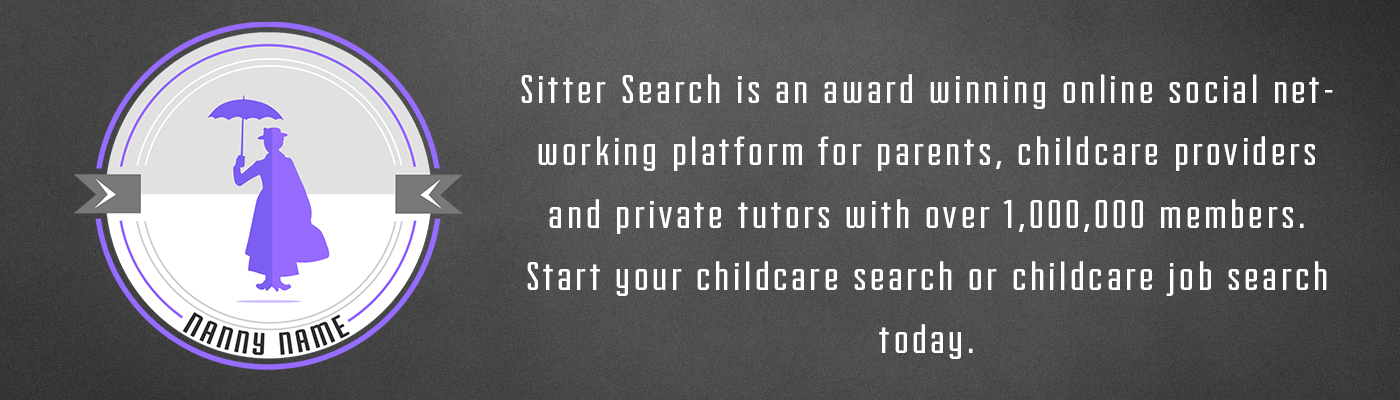 NANNY NAME
Sitter Search is an award winning online social net-
working platform for parents, childcare providers
and private tutors with over 1,000,000 members.
Start your childcare search or childcare job search
today.